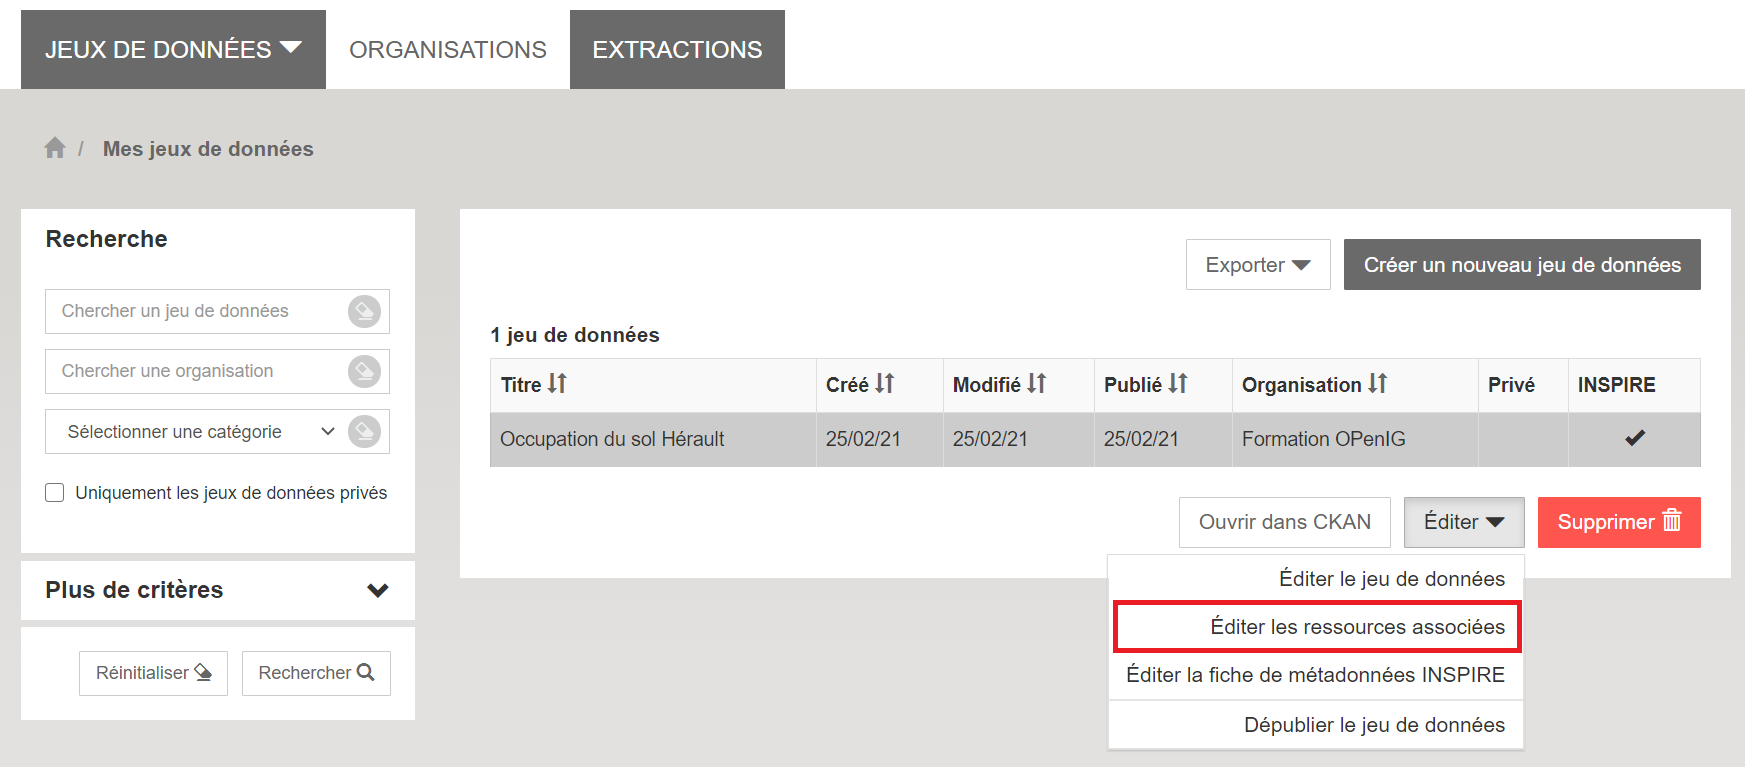 JEUX DE DONNÉES
ORGANISATIONS
EXTRACTIONS
/ Mes jeux de données
Recherche
Chercher un jeu de données
Chercher une organisation
Sélectionner une catégorie
Uniquement les jeux de données privés
Plus de critères
Réinitialiser
Rechercher
Exporter
Créer un nouveau jeu de données
1 jeu de données
Titre Créé Modifié Publié Organisation Privé INSPIRE
Occupation du sol Hérault 25/02/21 25/02/21 25/02/21 Formation OPenIG
Ouvrir dans CKAN
Éditer
Supprimer
Éditer le jeu de données
Éditer les ressources associées
Éditer la fiche de métadonnées INSPIRE
Dépublier le jeu de données